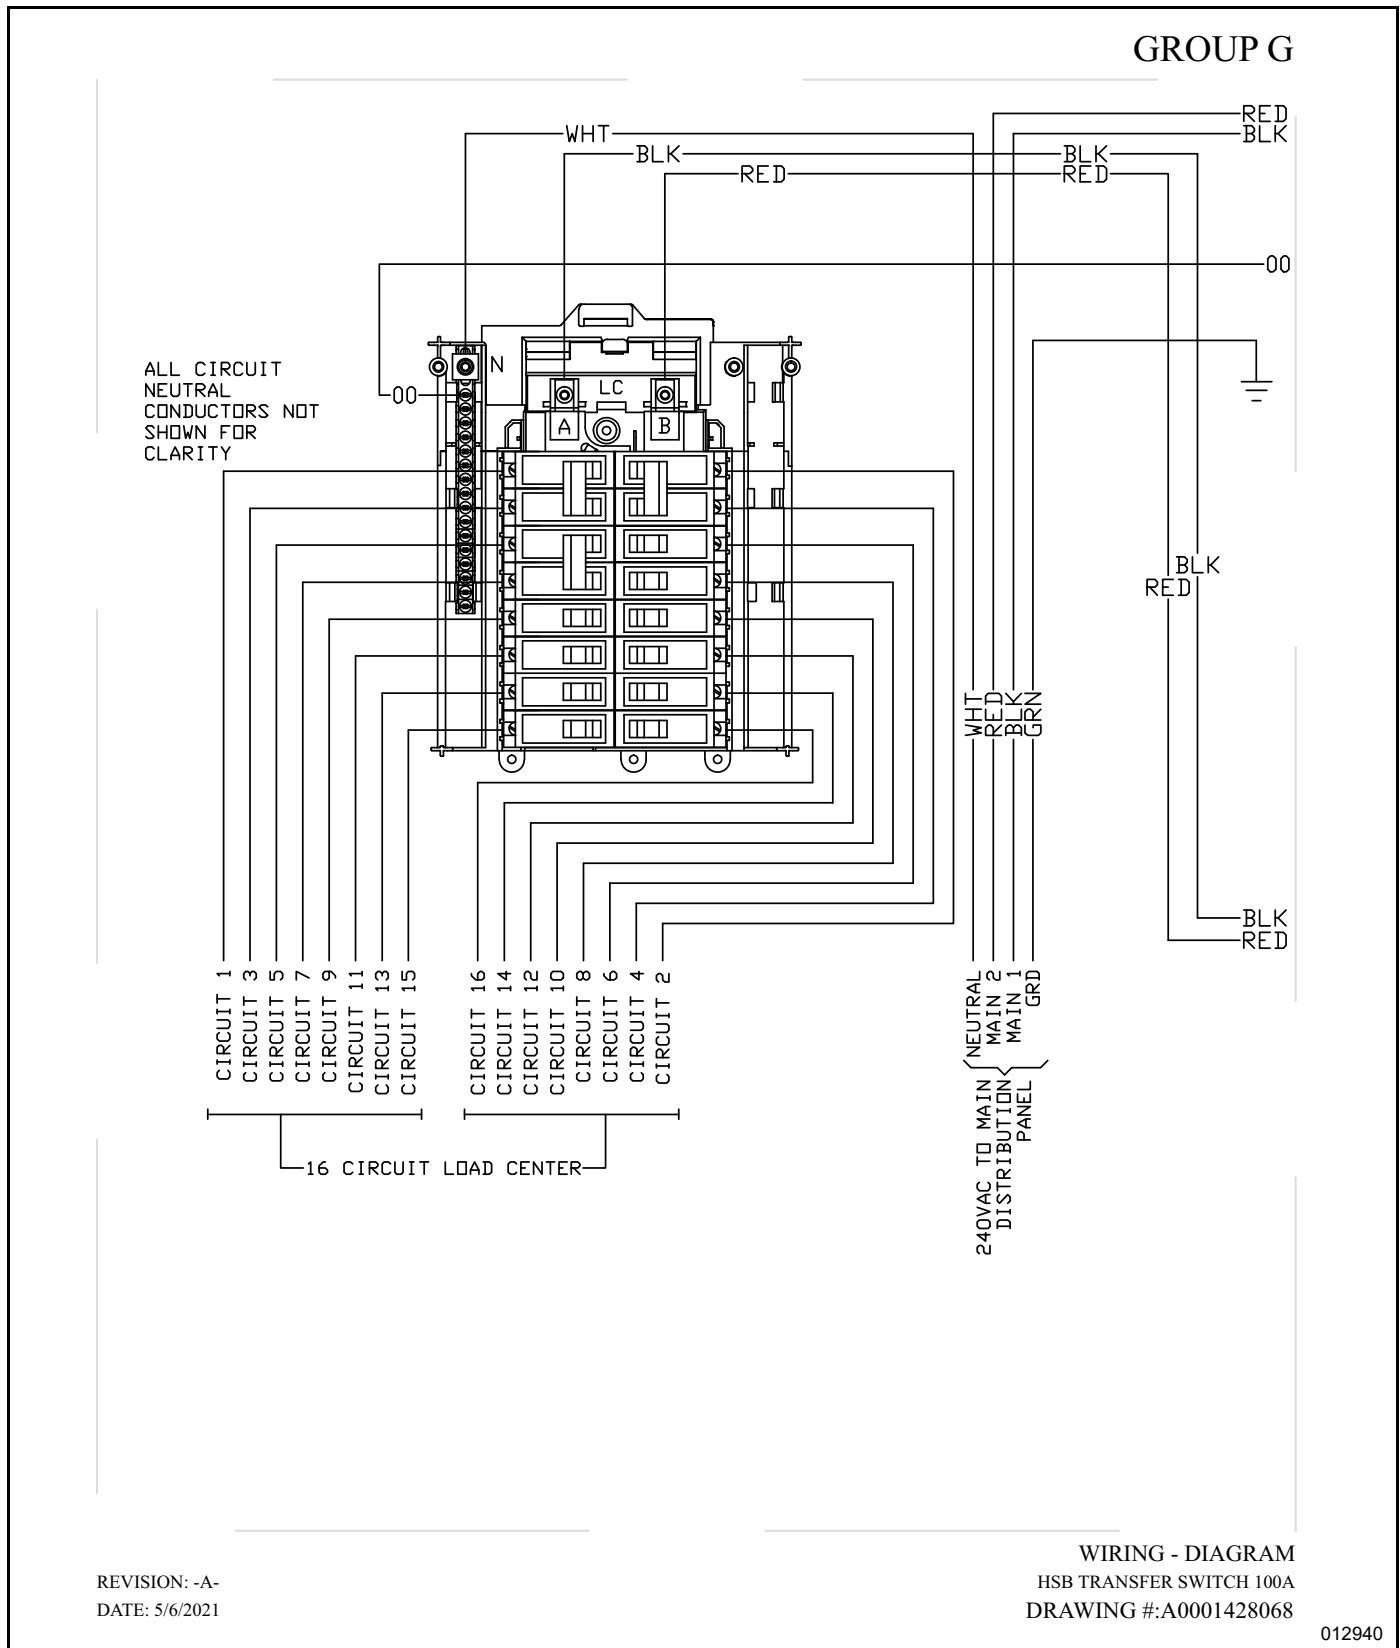 GROUP G
RED
WHT
BLK
BLK
BLK
RED
RED
00
ALL CIRCUIT
NEUTRAL
CONDUCTORS NOT
SHOWN FOR
CLARITY
N
00
LC
A
B
BLK
RED
WHT
RED
BLK
GRN
BLK
RED
CIRCUIT 1
CIRCUIT 3
CIRCUIT 5
CIRCUIT 7
CIRCUIT 9
CIRCUIT 11
CIRCUIT 13
CIRCUIT 15
CIRCUIT 16
CIRCUIT 14
CIRCUIT 12
CIRCUIT 10
CIRCUIT 8
CIRCUIT 6
CIRCUIT 4
CIRCUIT 2
NEUTRAL
MAIN 2
MAIN 1
GRD
240VAC TO MAIN
DISTRIBUTION
PANEL
16 CIRCUIT LOAD CENTER
WIRING - DIAGRAM
REVISION: -A-
HSB TRANSFER SWITCH 100A
DATE: 5/6/2021
DRAWING #:A0001428068
012940